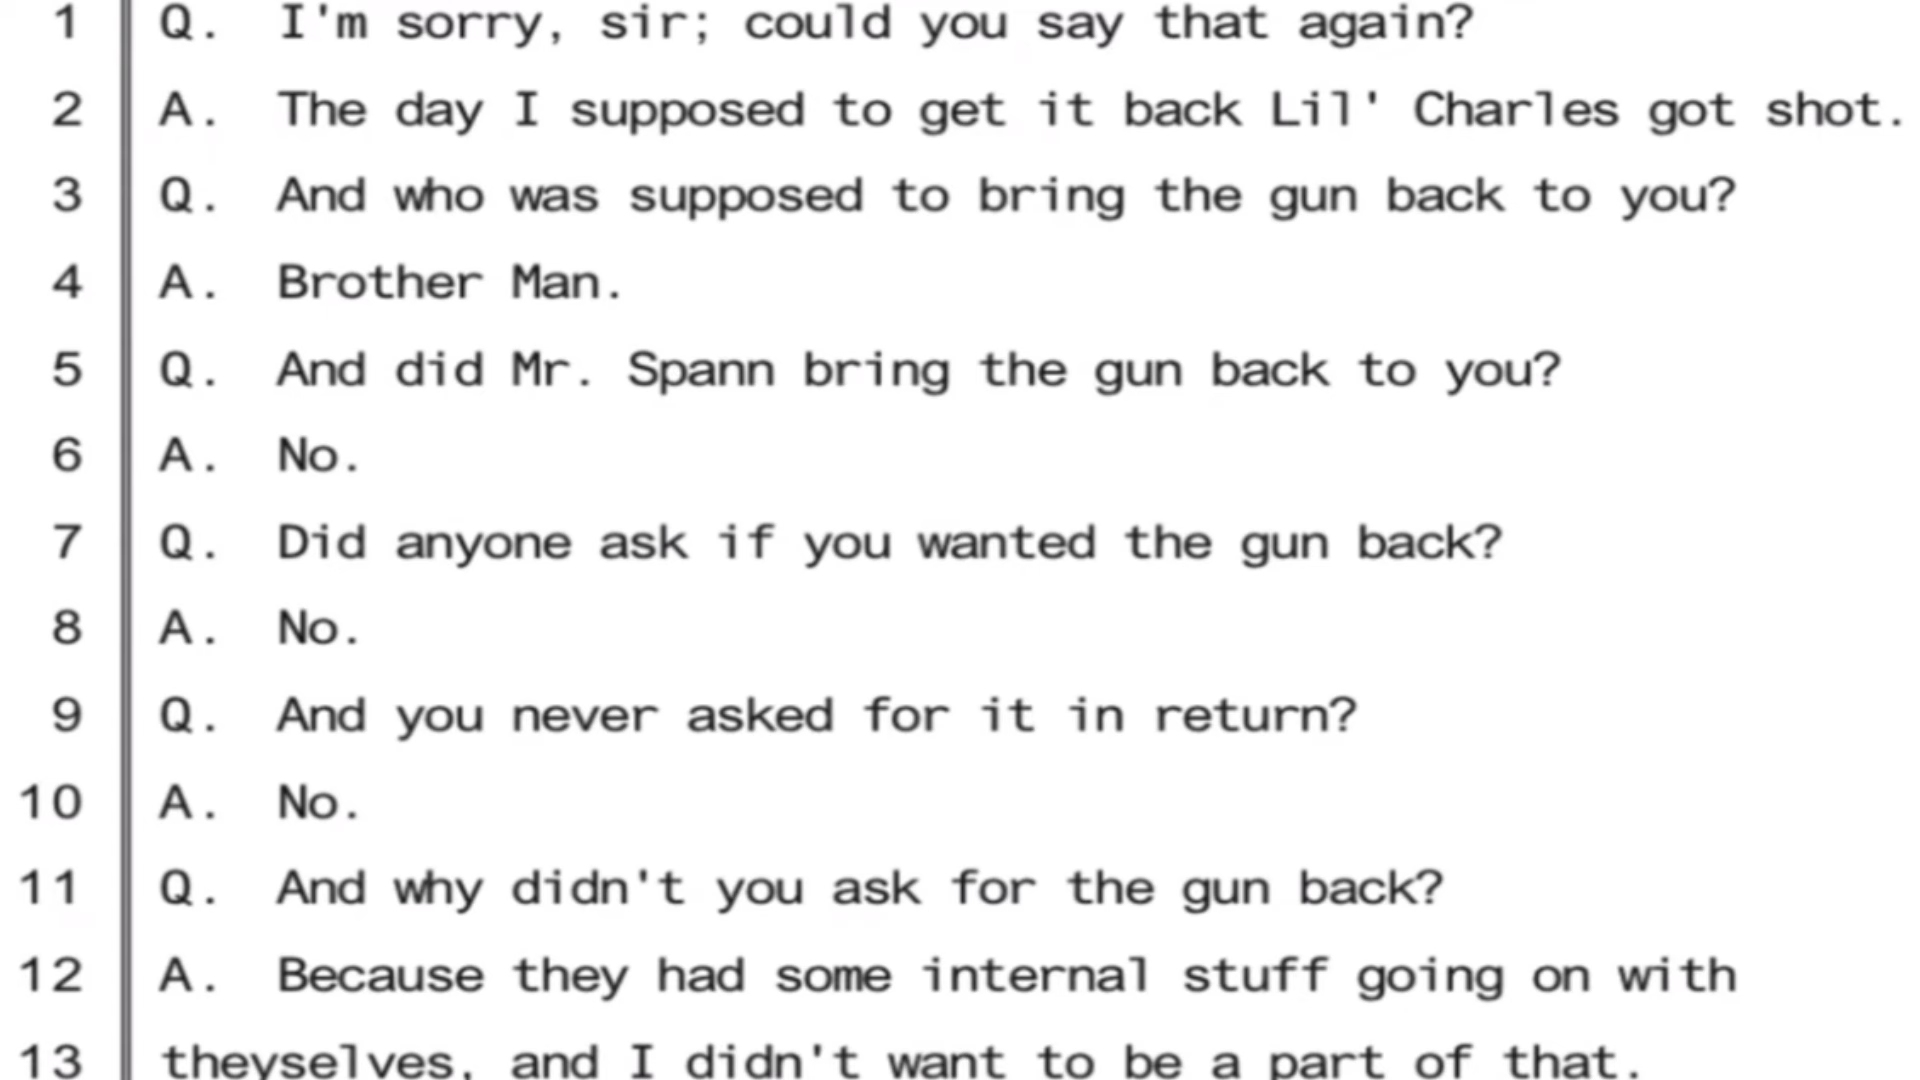 1 Q. I'm sorry, sir; could you say that again?
2 A. The day I supposed to get it back Lil' Charles got shot.
3 Q. And who was supposed to bring the gun back to you?
4 A. Brother Man.
5 Q. And did Mr. Spann bring the gun back to you?
6 A. No.
7 Q. Did anyone ask if you wanted the gun back?
8 A. No.
9 Q. And you never asked for it in return?
10 A. No.
11 Q. And why didn't you ask for the gun back?
12 A. Because they had some internal stuff going on with
13 theyselves, and I didn't want to be a part of that.